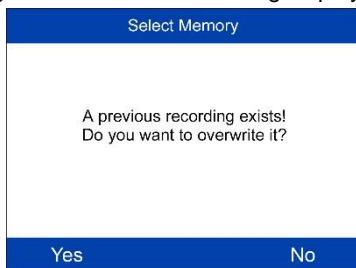 Select Memory
A previous recording exists!
Do you want to overwrite it?
Yes No